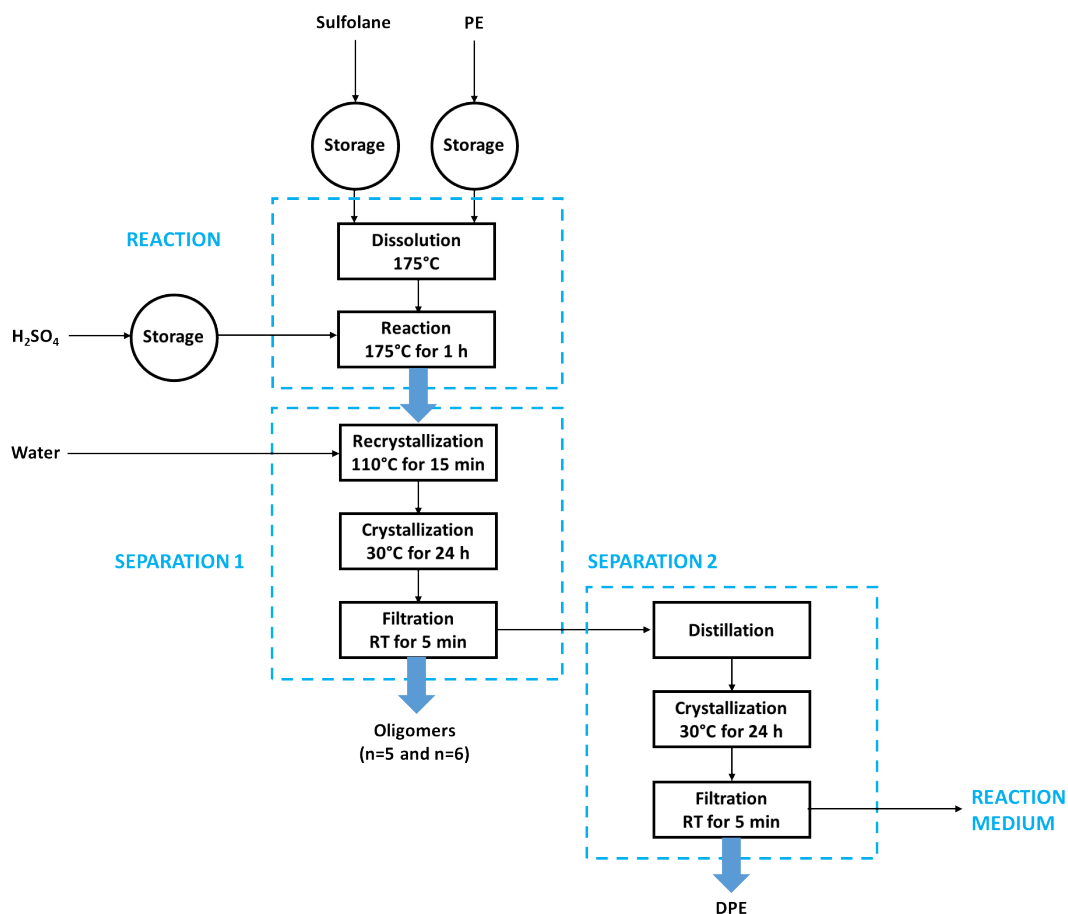 Sulfolane
PE
Storage
Storage
REACTION
Dissolution
175°C
H₂SO₄
Storage
Reaction
175°C for 1 h
Water
Recrystallization
110°C for 15 min
Crystallization
30°C for 24 h
SEPARATION 1
SEPARATION 2
Filtration
RT for 5 min
Distillation
Oligomers
(n=5 and n=6)
Crystallization
30°C for 24 h
Filtration
RT for 5 min
REACTION
MEDIUM
DPE